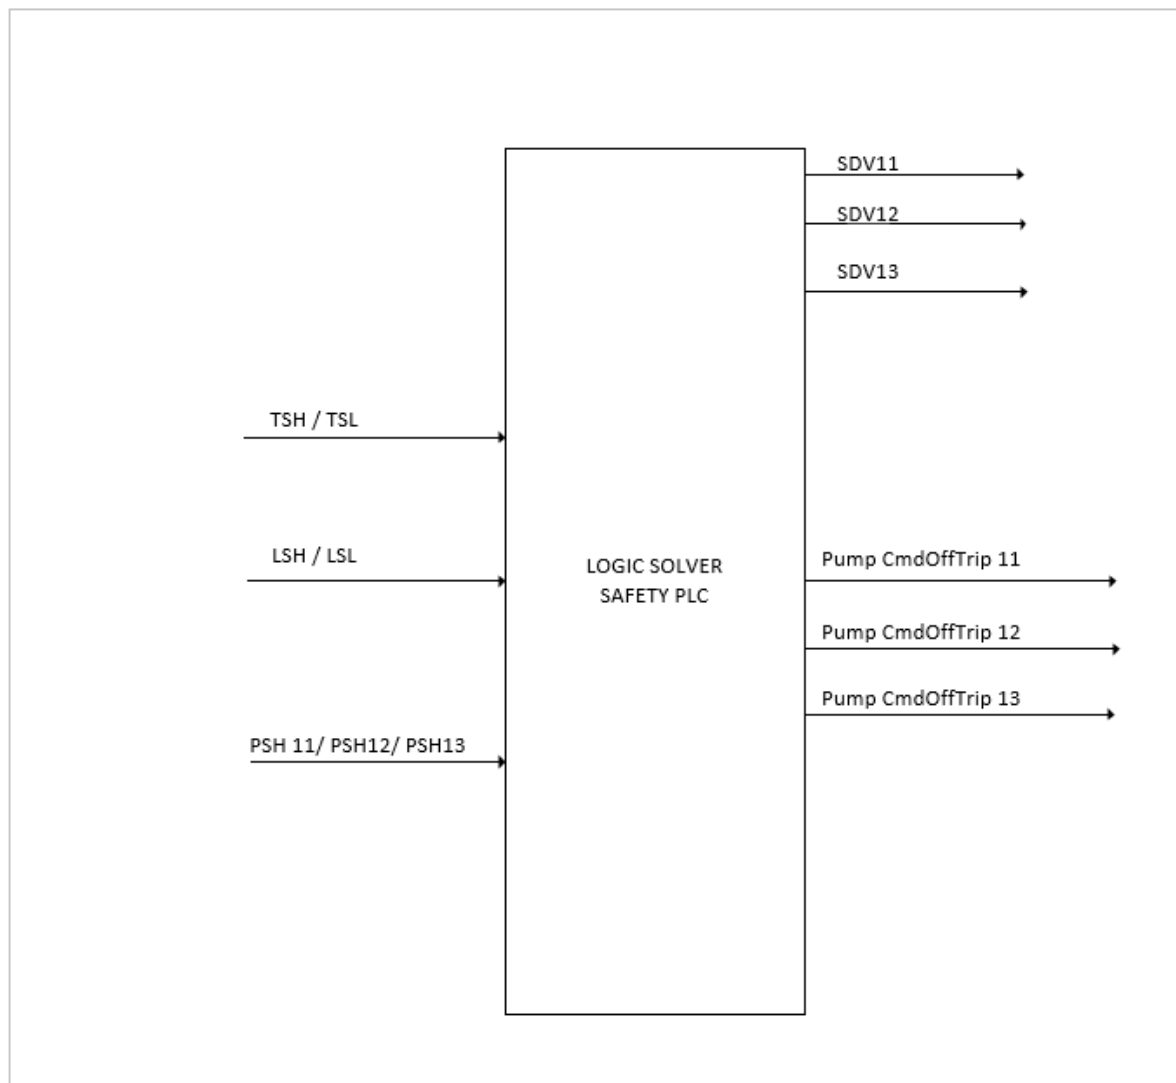 SDV11
SDV12
SDV13
TSH / TSL
LSH / LSL
LOGIC SOLVER
SAFETY PLC
Pump CmdOffTrip 11
Pump CmdOffTrip 12
Pump CmdOffTrip 13
PSH 11/ PSH12/ PSH13